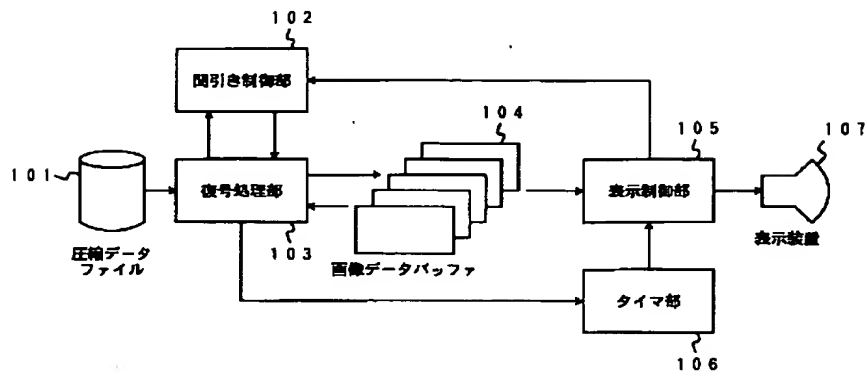 102
間引き制御部
104
105
107
101
復号処理部
表示制御部
圧縮データ
ファイル
103
画像データバッファ
表示装置
タイマ部
106